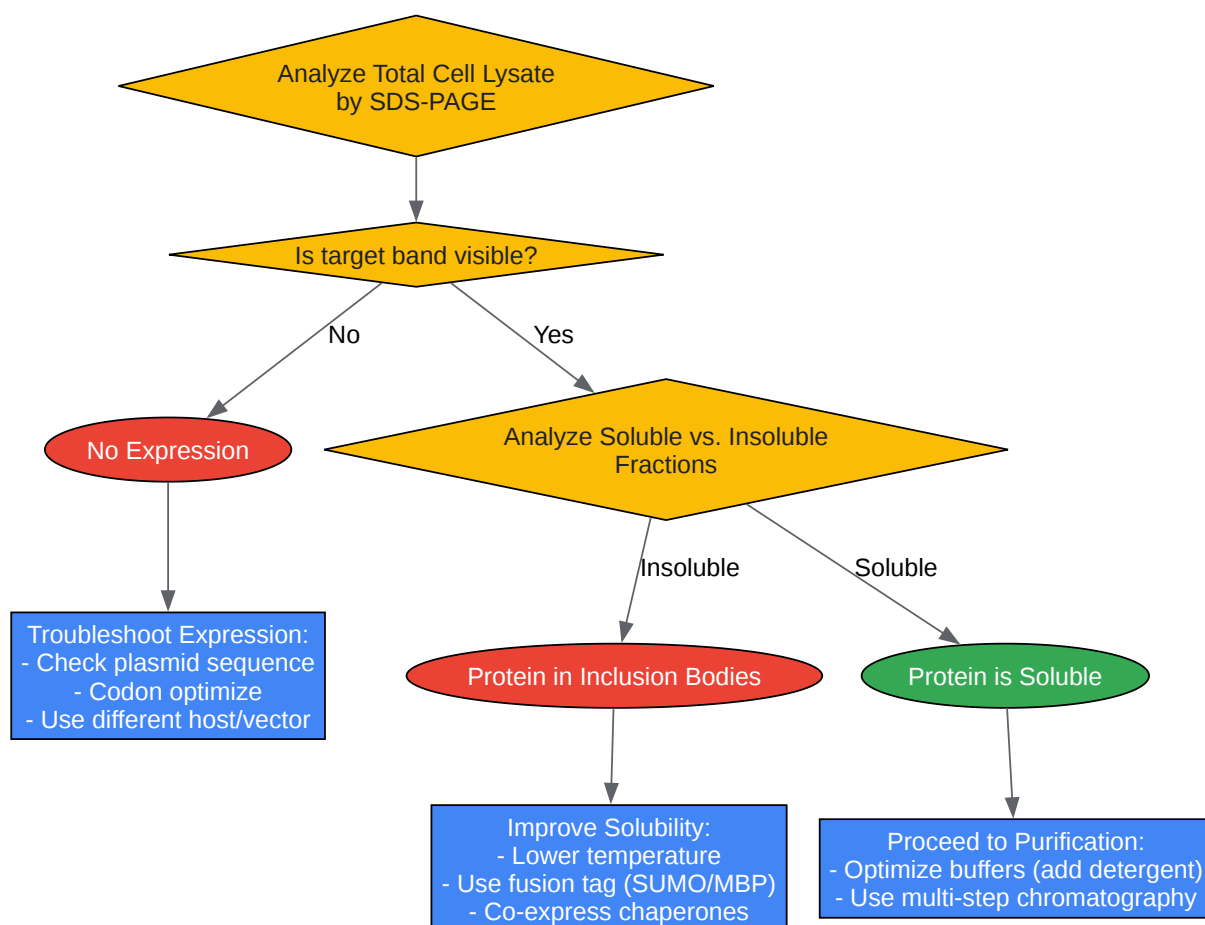 Analyze Total Cell Lysate
by SDS-PAGE
Is target band visible?
No
Yes
No Expression
Analyze Soluble vs. Insoluble
Fractions
Insoluble
Soluble
Troubleshoot Expression:
- Check plasmid sequence
- Codon optimize
- Use different host/vector
Protein in Inclusion Bodies
Protein is Soluble
Improve Solubility:
- Lower temperature
- Use fusion tag (SUMO/MBP)
- Co-express chaperones
Proceed to Purification:
- Optimize buffers (add detergent)
- Use multi-step chromatography